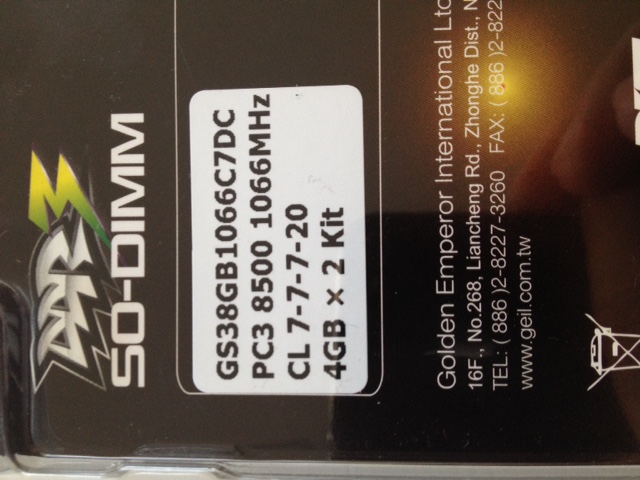 DDR3
SO-DIMM
GS38GB1066C7DC
PC3 8500 1066MHz
CL 7-7-7-20
4GB x 2 Kit
Golden Emperor International Ltd
16F., No.268, Liancheng Rd., Zhonghe Dist., N
TEL: ( 886 )2-8227-3260 FAX: ( 886 )2-822
www.geil.com.tw